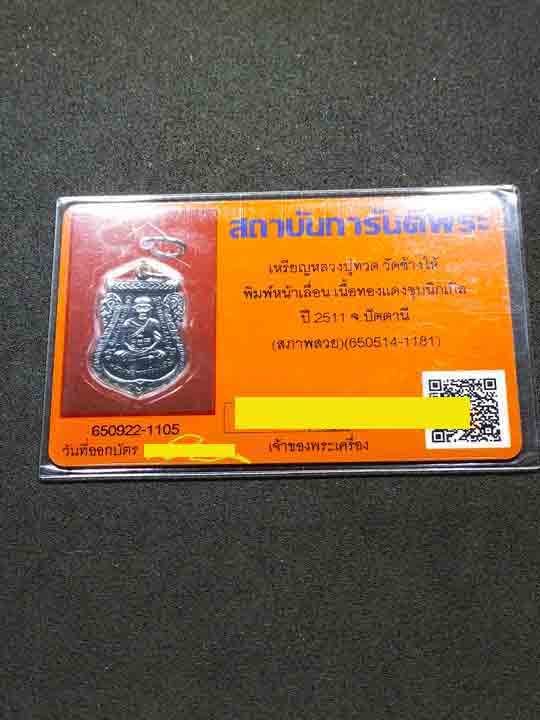 สถาบันการันตีพระ
เหรียญหลวงปู่ทวด วัดช้างให้
พิมพ์หน้าเลื่อน เนื้อทองแดงชุบนิกเกิล
ปี 2511 จ.ปัตตานี
(สภาพสวย)(650514-1181)
650922-1105
วันที่ออกบัตร
เจ้าของพระเครื่อง